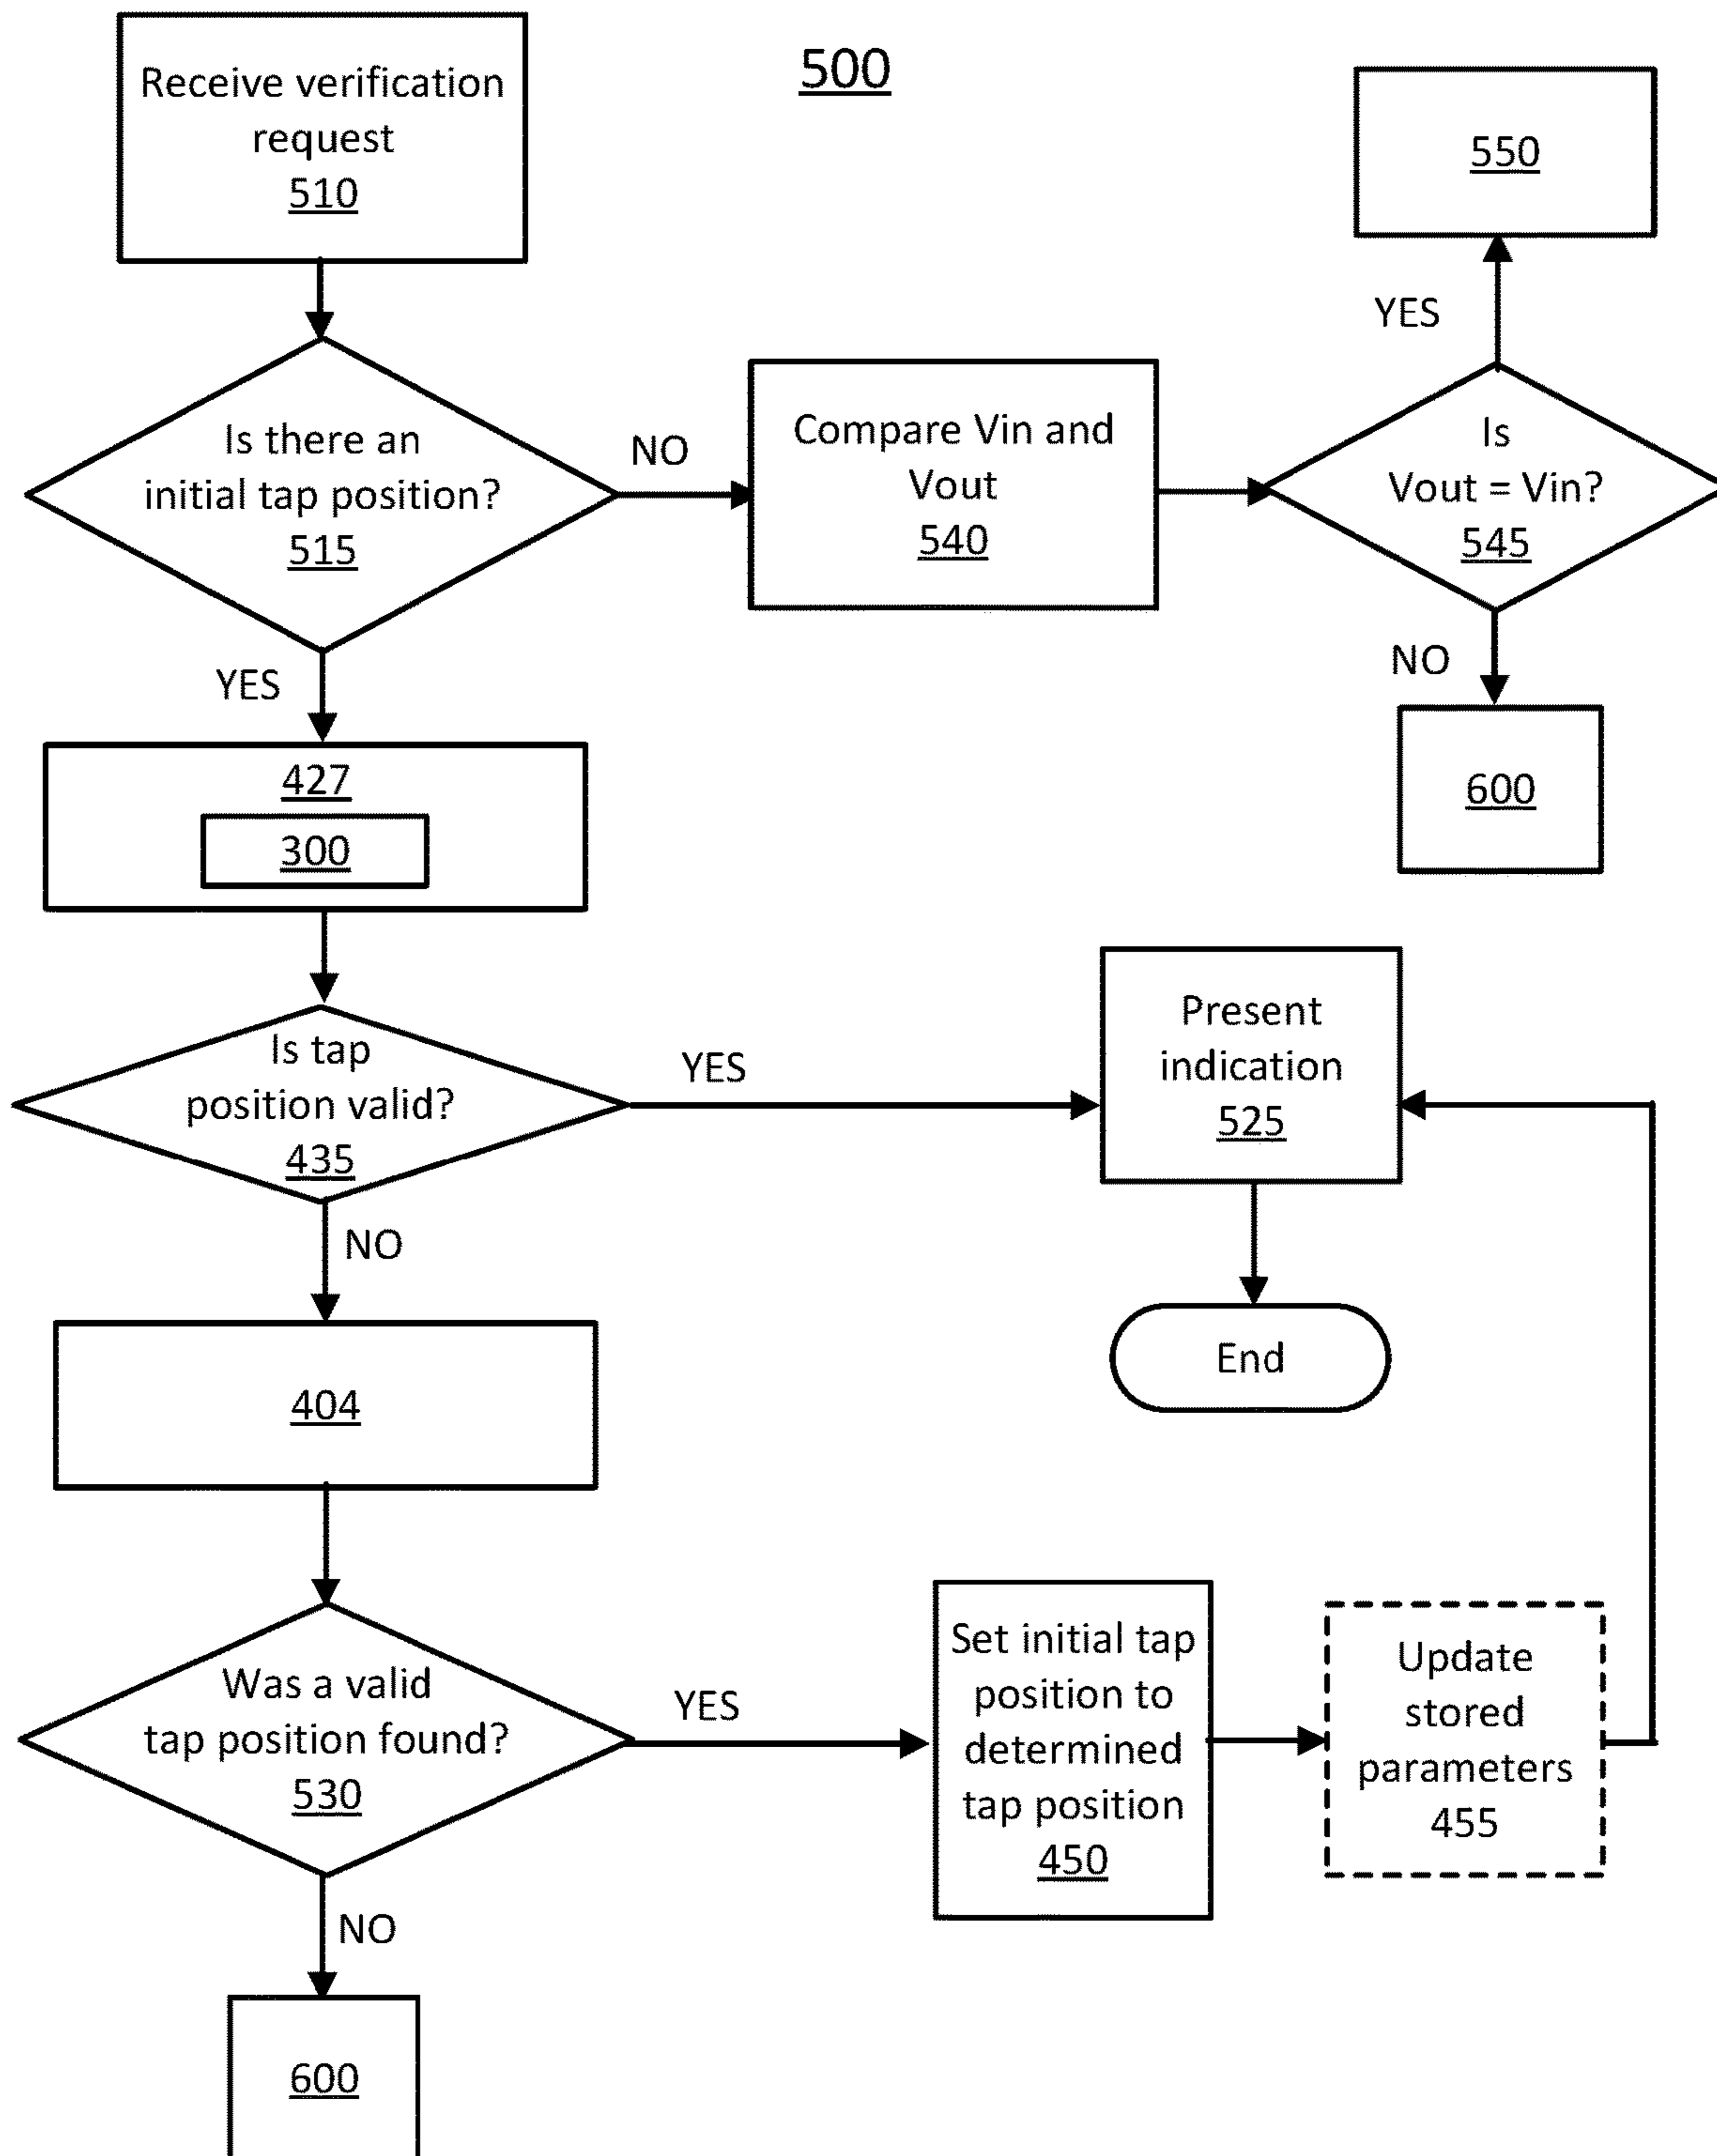 500
Receive verification
request
510
Is there an
initial tap position?
515
NO
Compare Vin and
Vout
540
Is
Vout = Vin?
545
YES
550
NO
600
YES
427
300
Is tap
position valid?
435
YES
Present
indication
525
End
NO
404
Was a valid
tap position found?
530
YES
Set initial tap
position to
determined
tap position
450
Update
stored
parameters
455
NO
600